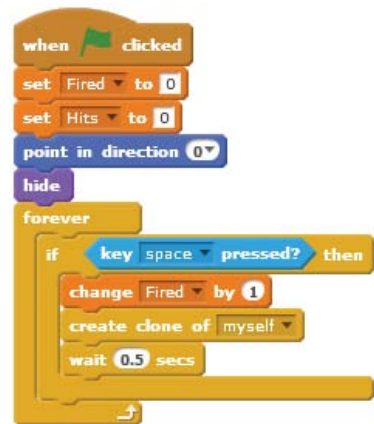 when clicked
set Fired to 0
set Hits to 0
point in direction 0
hide
forever
if key space pressed? then
change Fired by 1
create clone of myself
wait 0.5 secs